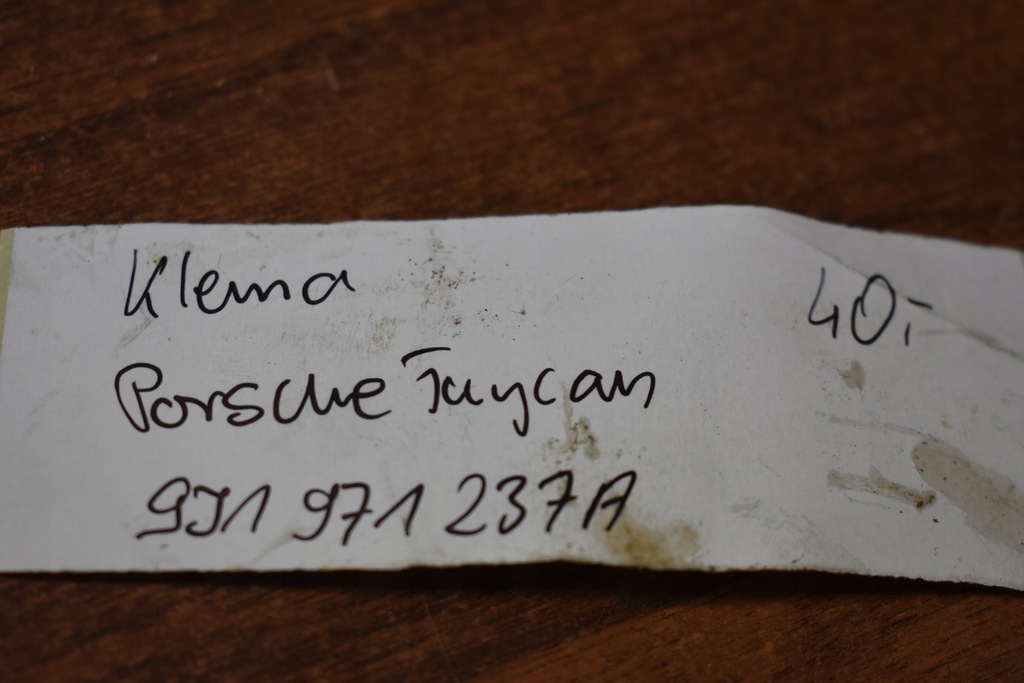 Klema 40,-
Porsche Taycan
9J1 971 237A